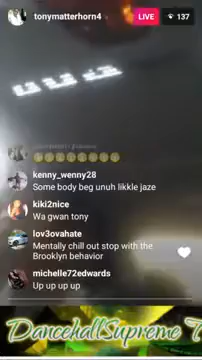 tonymatterhorn4
LIVE
137
kenny_wenny28
Some body beg unuh likkle jaze
kiki2nice
Wa gwan tony
lov3ovahate
Mentally chill out stop with the
Brooklyn behavior
michelle72edwards
Up up up up
DancehallSupreme T